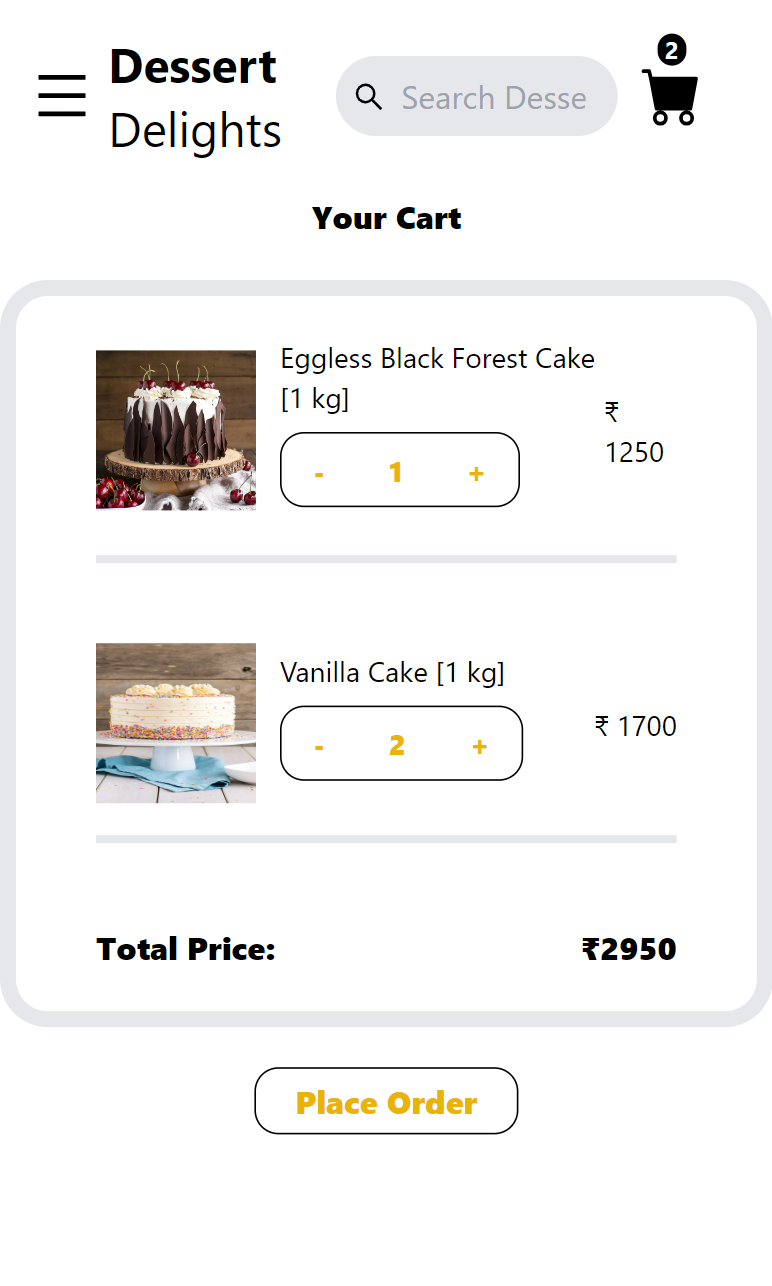 Dessert
Delights
Search Desse
2
Your Cart
Eggless Black Forest Cake
[1 kg]
₹
1250
- 1 +
Vanilla Cake [1 kg]
- 2 +
₹ 1700
Total Price: ₹2950
Place Order